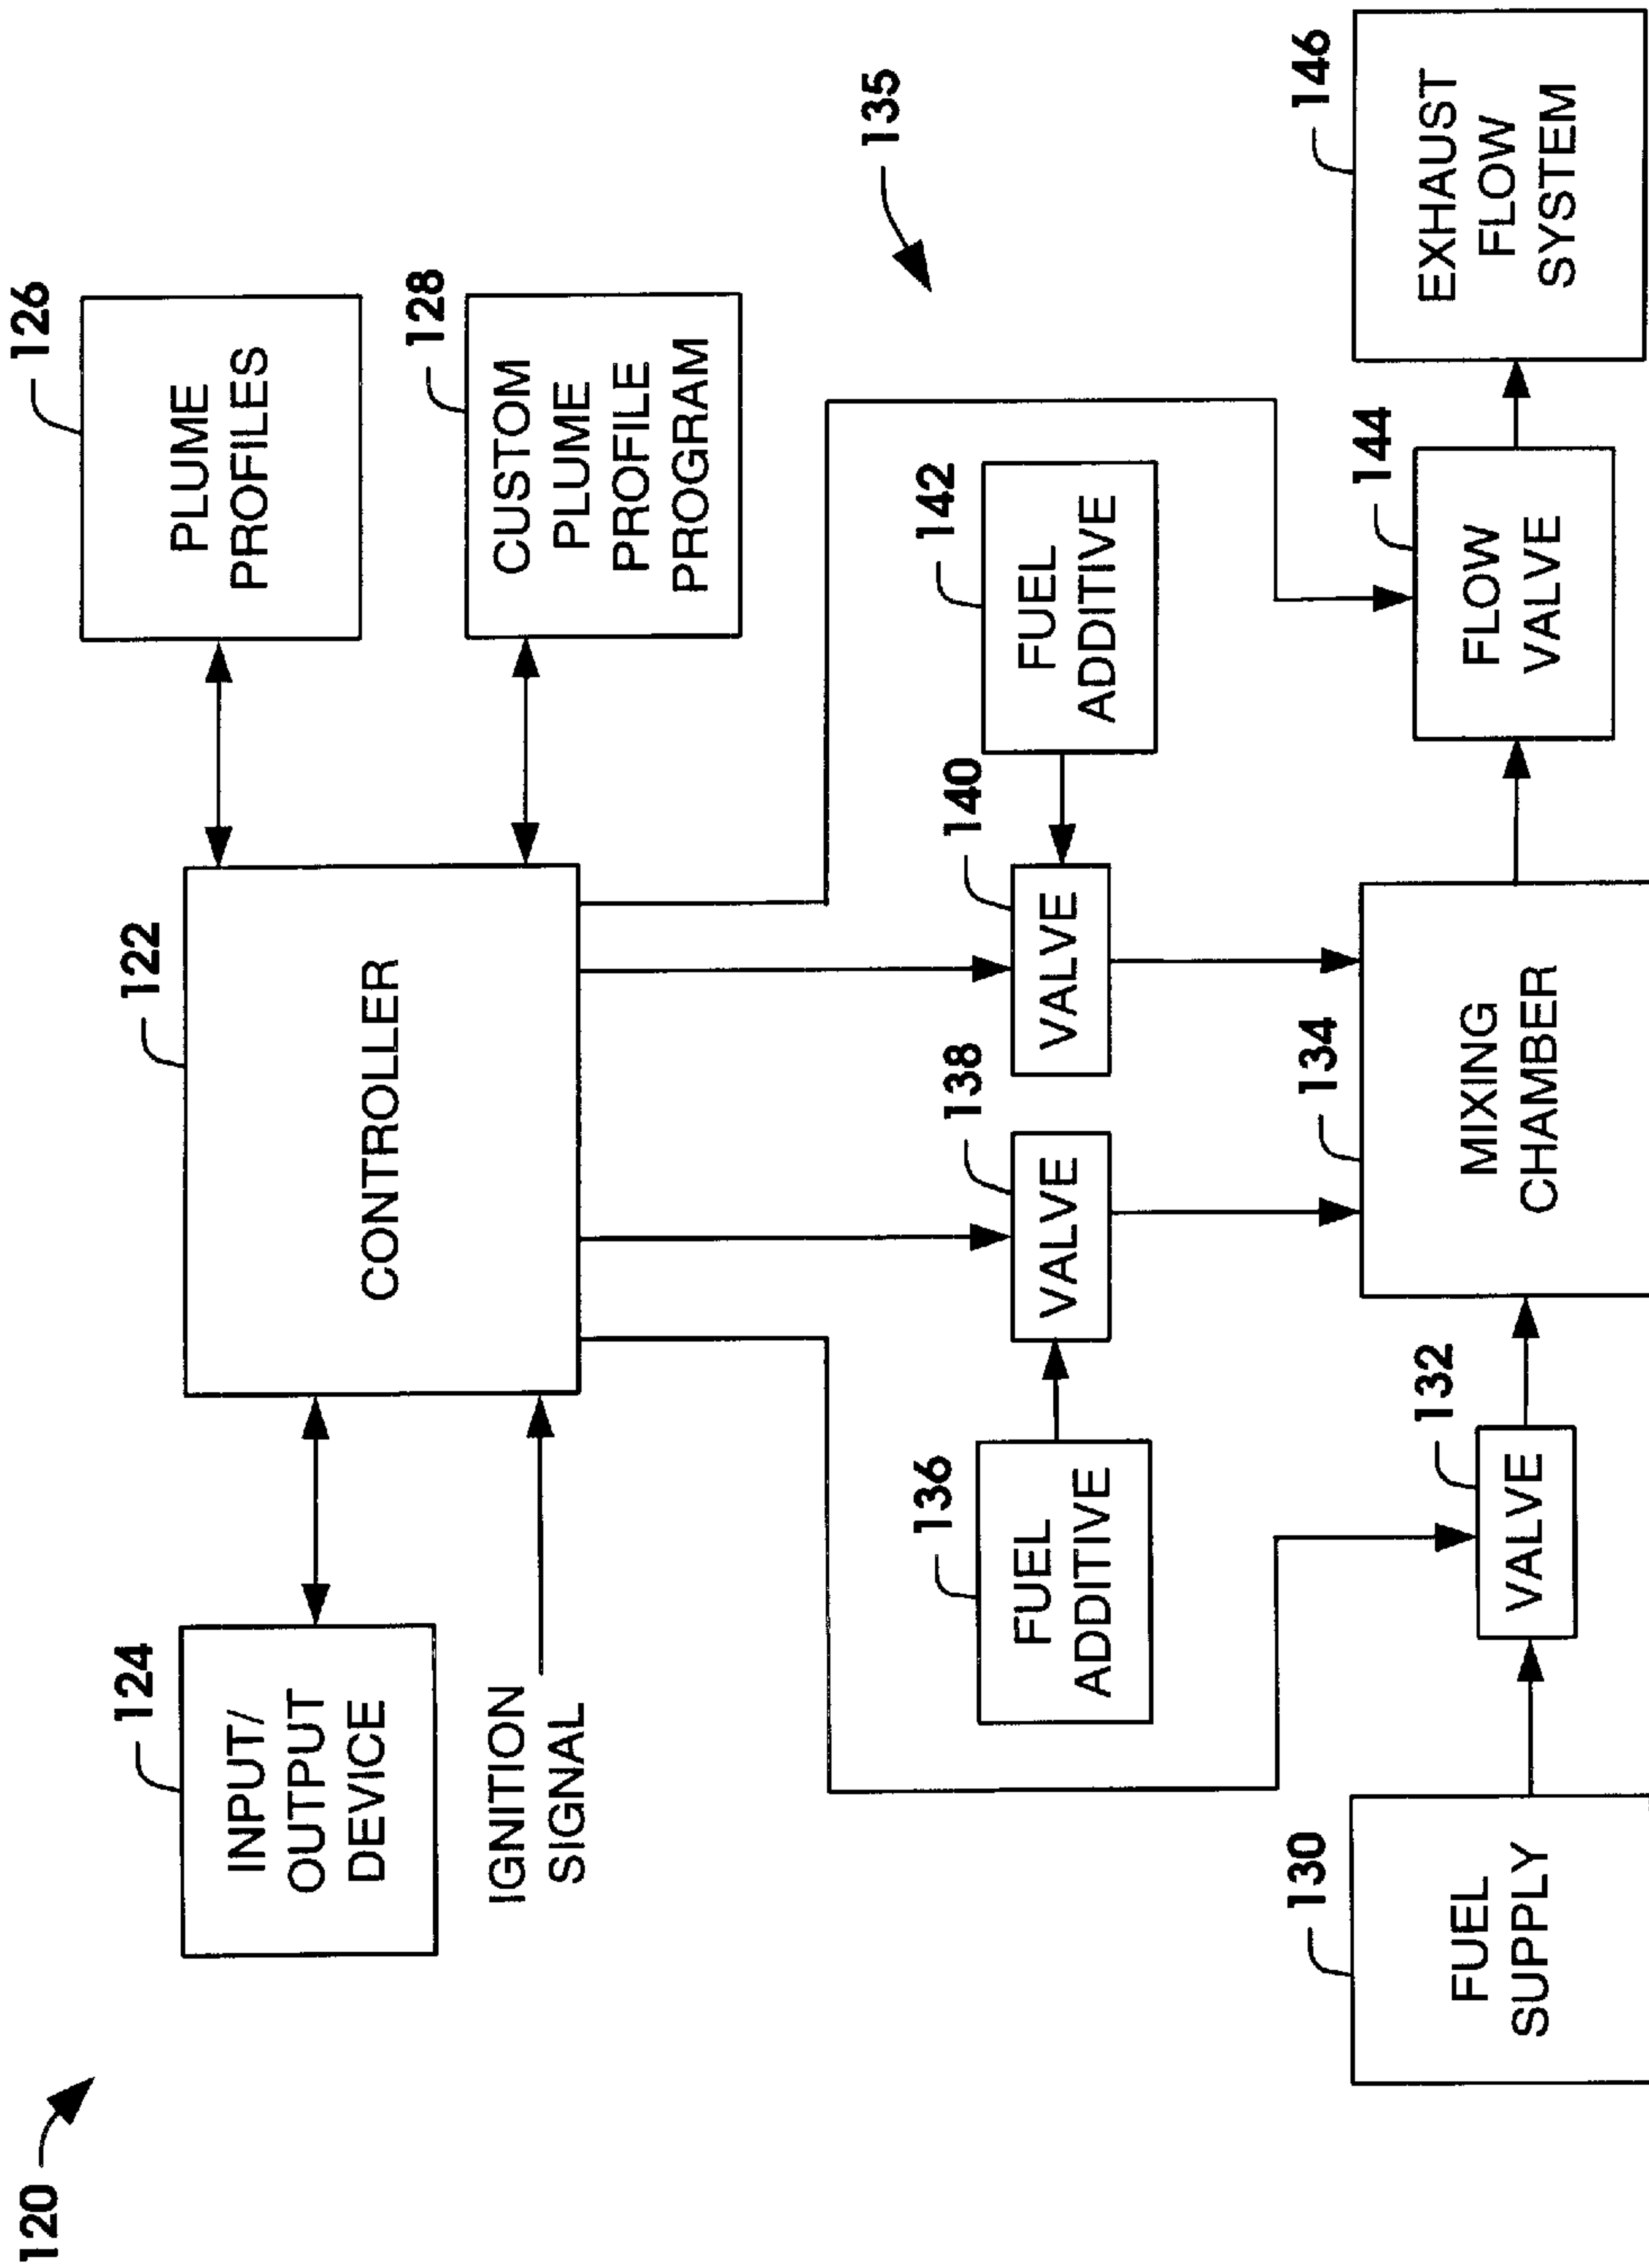 120
122
124
INPUT/
OUTPUT
DEVICE
IGNITION
SIGNAL
CONTROLLER
126
PLUME
PROFILES
128
CUSTOM
PLUME
PROFILE
PROGRAM
135
136
FUEL
ADDITIVE
138
VALVE
140
VALVE
142
FUEL
ADDITIVE
130
FUEL
SUPPLY
132
VALVE
134
MIXING
CHAMBER
144
FLOW
VALVE
146
EXHAUST
FLOW
SYSTEM